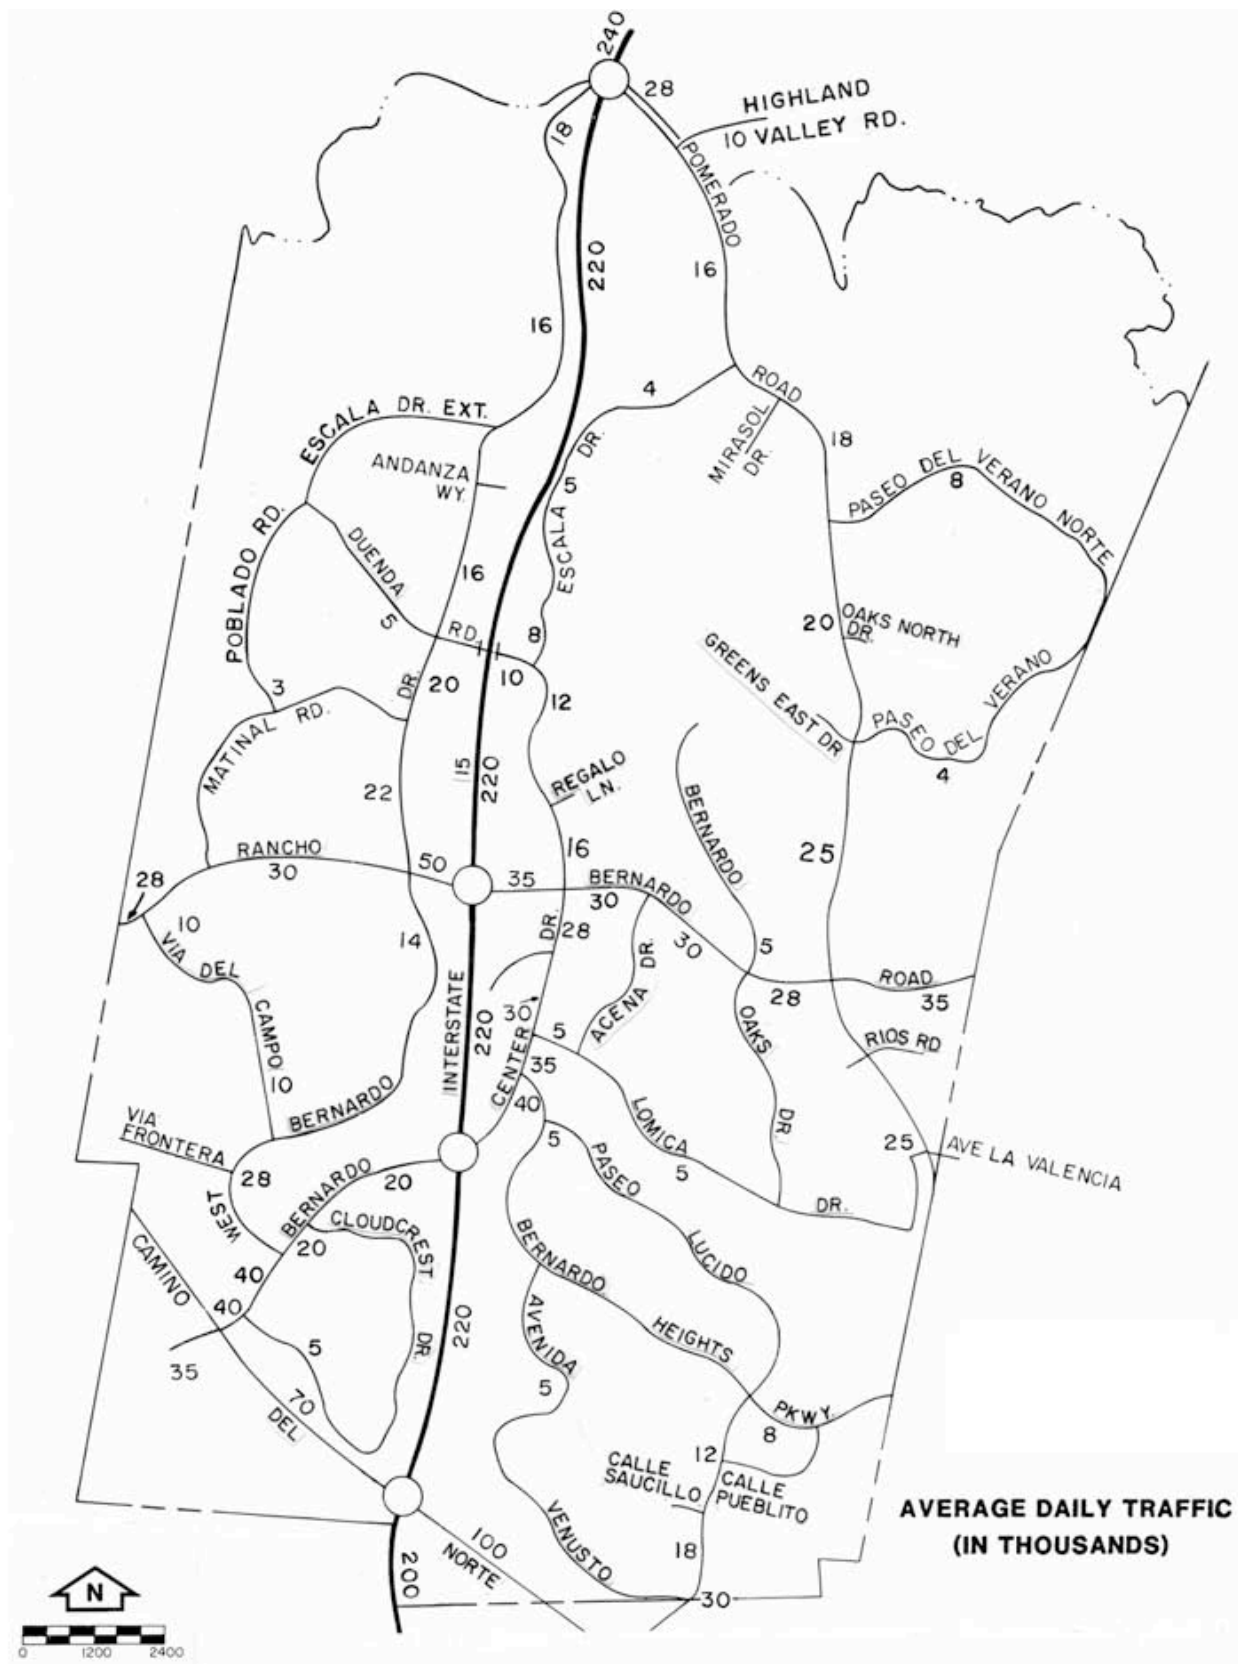 240
28
HIGHLAND
10 VALLEY RD.
18
POMERADO
220
16
16
4
ROAD
ESCALA DR. EXT.
MIRASOL
DR.
18
ANDANZA
WY.
DR.
5
ESCALA
PASEO DEL VERANO NORTE
8
POBLADO RD.
DUENDA
5
16
RD.
8
10
20
OAKS NORTH
DR.
GREENS EAST DR
3
MATINAL RD.
DR.
20
12
PASEO DEL VERANO
4
22
15
220
REGALO
LN.
BERNARDO
25
RANCHO
30
50
35
16
BERNARDO
30
28
10
VIA DEL
CAMPO
10
14
DR.
28
30
5
ROAD
28
35
INTERSTATE
220
30
CENTER
5
ACENA DR.
OAKS
DR.
RIOS RD
35
40
BERNARDO
VIA
FRONTERA
28
WEST
BERNARDO
20
5
LOMICA
5
DR.
25
AVE LA VALENCIA
PASEO
LUCIDO
CAMINO
20
CLOUDCREST
DR.
40
40
35
5
70
DEL
220
BERNARDO
HEIGHTS
PKWY.
8
AVENIDA
5
VENUSTO
12
CALLE
SAUCILLO
CALLE
PUEBLITO
18
30
100
NORTE
200
AVERAGE DAILY TRAFFIC
(IN THOUSANDS)
N
0 1200 2400